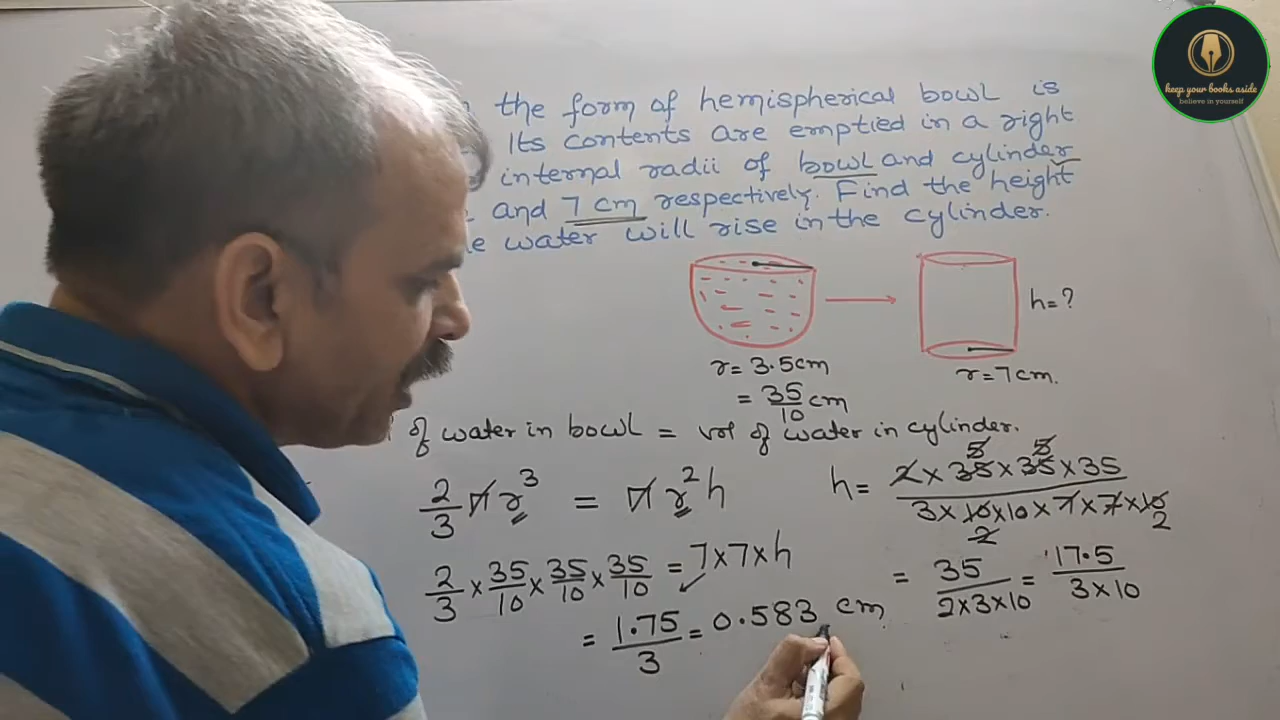 the form of hemispherical bowl is
Its contents are emptied in a right
internal radii of bowl and cylinder
and 7 cm respectively. Find the height
water will rise in the cylinder.
h = ?
r = 3.5cm
r = 7cm.
= 35/10 cm
of water in bowl = vol of water in cylinder.
2/3 π r³ = π r² h
h = 2 × 35 × 35 × 35 / 3 × 10 × 10 × 7 × 7 × 10
5 5
2 2
2/3 × 35/10 × 35/10 × 35/10 = 7 × 7 × h
= 35 / 2×3×10 = 17.5 / 3×10
= 1.75 / 3 = 0.583 cm
keep your books aside
believe in yourself